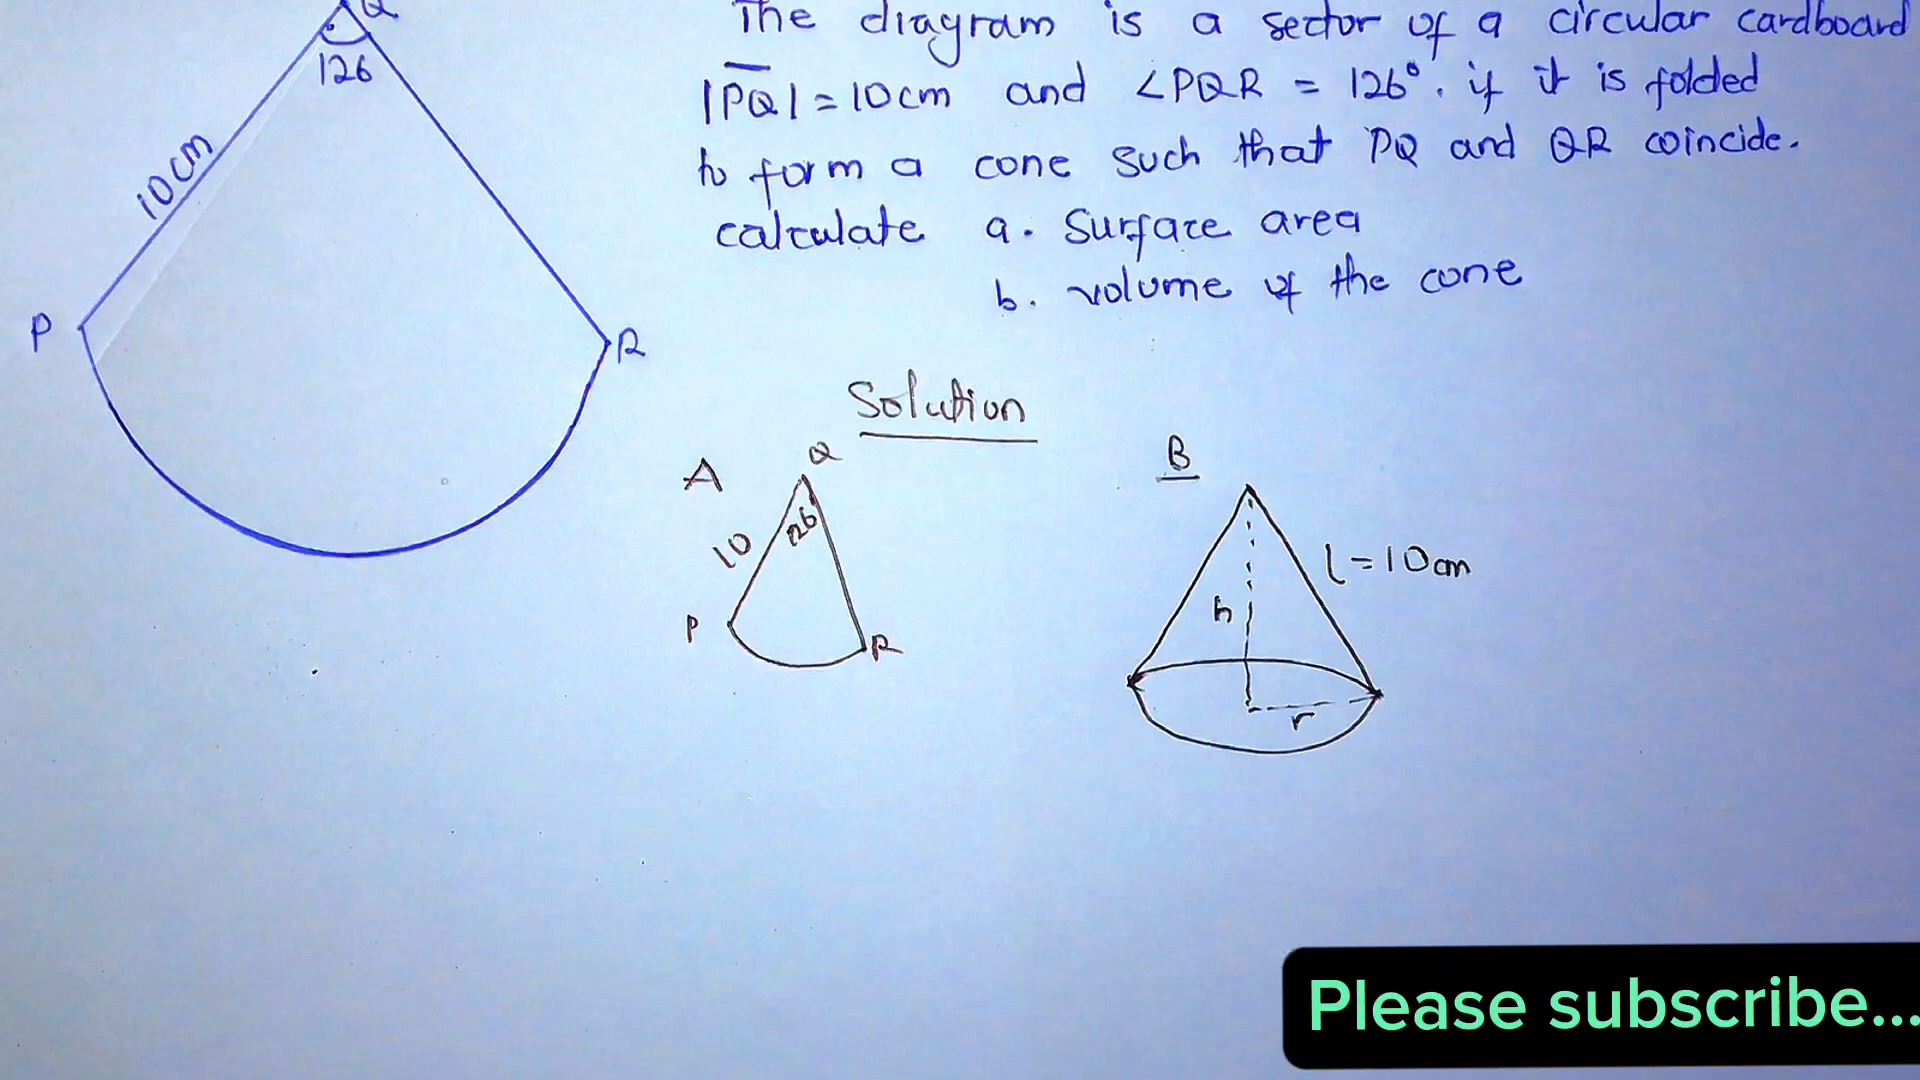 Q
126
10cm
P
R
The diagram is a sector of a circular cardboard
|PQ| = 10cm and ∠PQR = 126°. if it is folded
to form a cone such that PQ and QR coincide.
calculate a. Surface area
b. volume of the cone
Solution
A
Q
126
10
P
R
B
l = 10cm
h
r
Please subscribe...